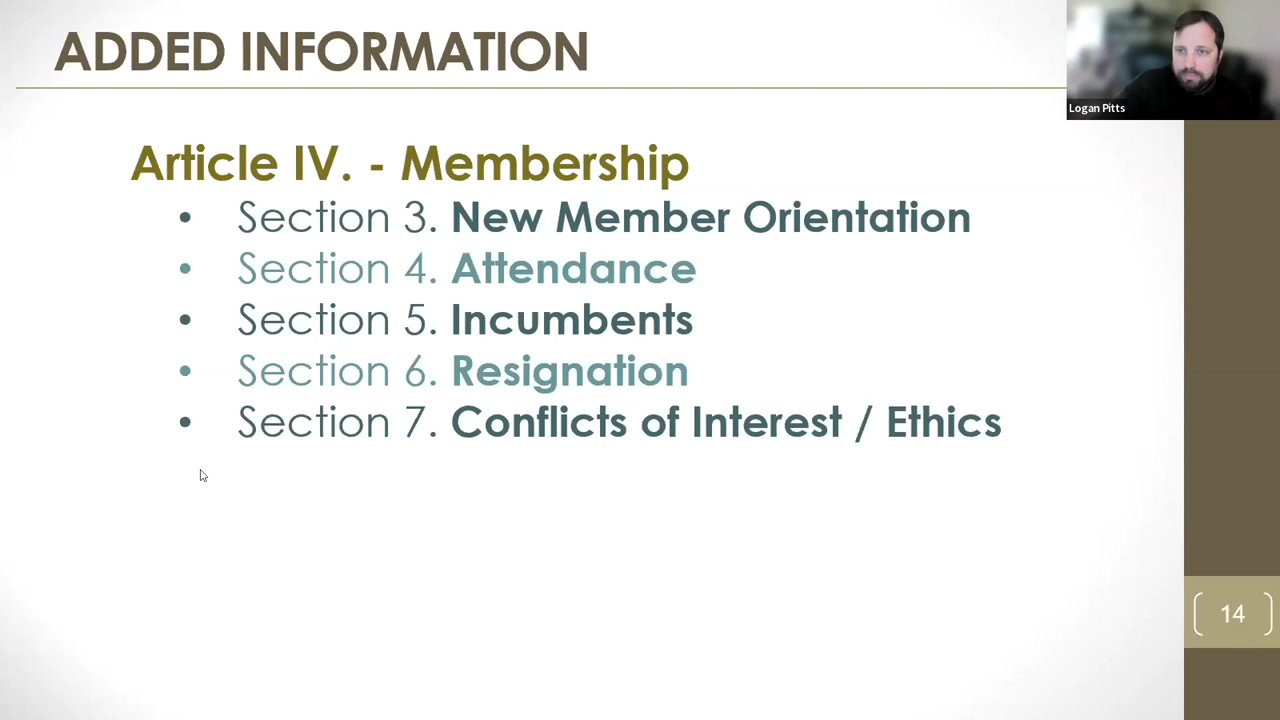 ADDED INFORMATION
Logan Pitts
Article IV. - Membership
• Section 3. New Member Orientation
• Section 4. Attendance
• Section 5. Incumbents
• Section 6. Resignation
• Section 7. Conflicts of Interest / Ethics
14